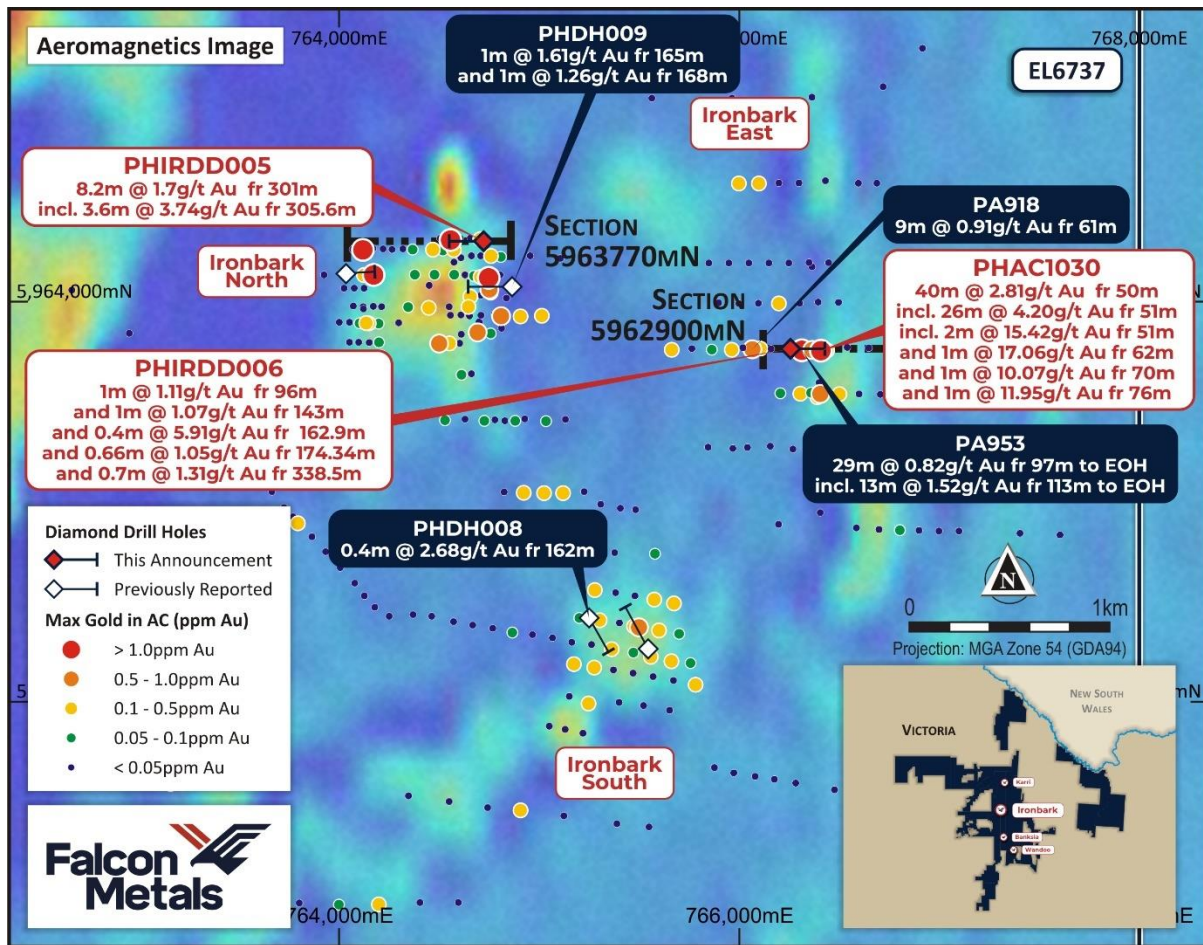 Aeromagnetics Image
764,000mE
768,000mE
EL6737
PHDH009
1m @ 1.61g/t Au fr 165m
and 1m @ 1.26g/t Au fr 168m
Ironbark
East
PHIRDD005
8.2m @ 1.7g/t Au fr 301m
incl. 3.6m @ 3.74g/t Au fr 305.6m
PA918
9m @ 0.91g/t Au fr 61m
Ironbark
North
SECTION
5963770MN
5,964,000mN
SECTION
5962900MN
PHAC1030
40m @ 2.81g/t Au fr 50m
incl. 26m @ 4.20g/t Au fr 51m
incl. 2m @ 15.42g/t Au fr 51m
and 1m @ 17.06g/t Au fr 62m
and 1m @ 10.07g/t Au fr 70m
and 1m @ 11.95g/t Au fr 76m
PHIRDD006
1m @ 1.11g/t Au fr 96m
and 1m @ 1.07g/t Au fr 143m
and 0.4m @ 5.91g/t Au fr 162.9m
and 0.66m @ 1.05g/t Au fr 174.34m
and 0.7m @ 1.31g/t Au fr 338.5m
PA953
29m @ 0.82g/t Au fr 97m to EOH
incl. 13m @ 1.52g/t Au fr 113m to EOH
PHDH008
0.4m @ 2.68g/t Au fr 162m
Diamond Drill Holes
This Announcement
Previously Reported
Max Gold in AC (ppm Au)
> 1.0ppm Au
0.5 - 1.0ppm Au
0.1 - 0.5ppm Au
0.05 - 0.1ppm Au
< 0.05ppm Au
N
0 1km
Projection: MGA Zone 54 (GDA94)
Ironbark
South
NEW SOUTH
WALES
VICTORIA
Karri
Ironbark
Banksia
Wandoo
Falcon
Metals
764,000mE
766,000mE